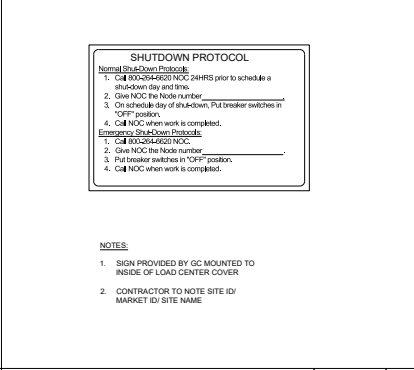 SHUTDOWN PROTOCOL
Normal Shut-Down Protocols:
1. Call 800-264-6620 NOC 24HRS prior to schedule a
shut-down day and time.
2. Give NOC the Node number____________________.
3. On schedule day of shut-down, Put breaker switches in
"OFF" position.
4. Call NOC when work is completed.
Emergency Shut-Down Protocols:
1. Call 800-264-6620 NOC.
2. Give NOC the Node number____________________.
3. Put breaker switches in "OFF" position.
4. Call NOC when work is completed.
NOTES:
1. SIGN PROVIDED BY GC MOUNTED TO
INSIDE OF LOAD CENTER COVER
2. CONTRACTOR TO NOTE SITE ID/
MARKET ID/ SITE NAME